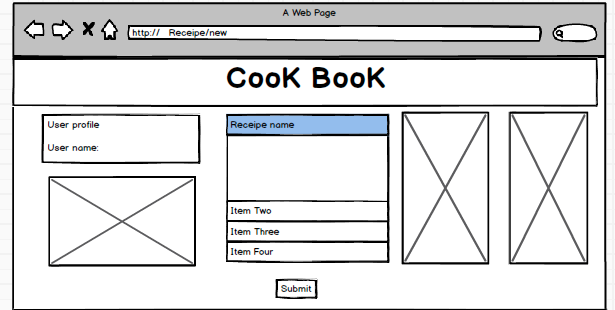 A Web Page
http:// Receipe/new
CooK BooK
User profile
User name:
Receipe name
Item Two
Item Three
Item Four
Submit